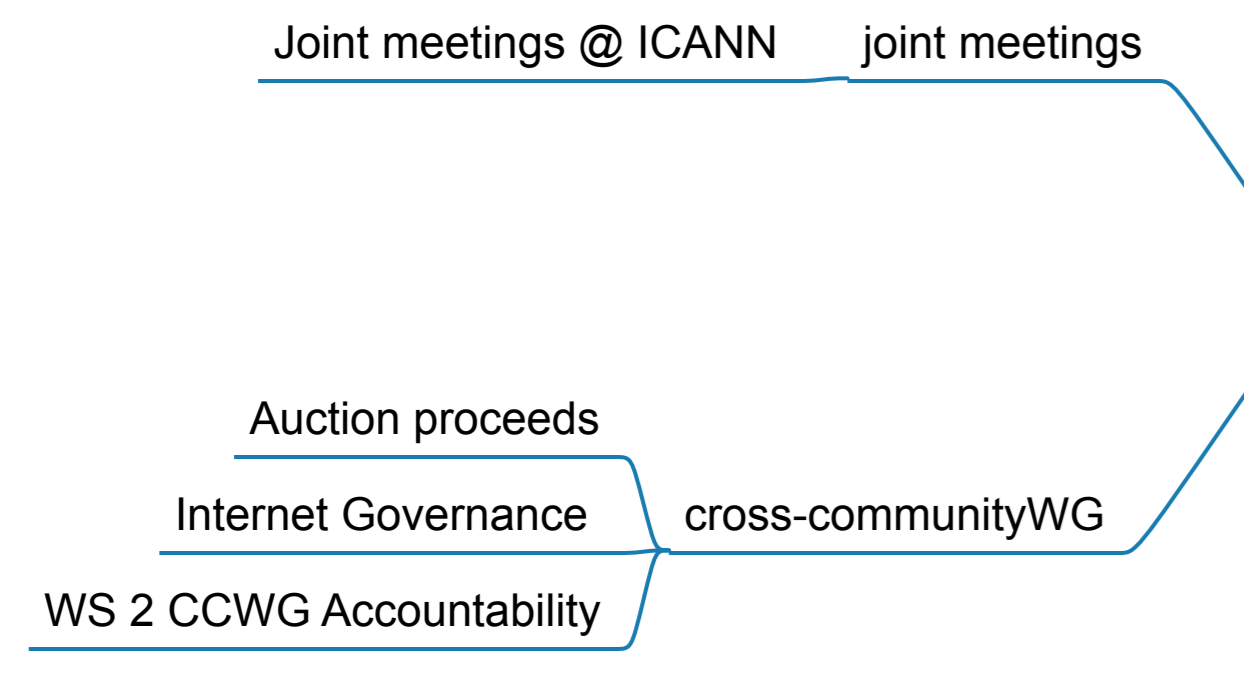 Joint meetings @ ICANN joint meetings
Auction proceeds
Internet Governance cross-communityWG
WS 2 CCWG Accountability